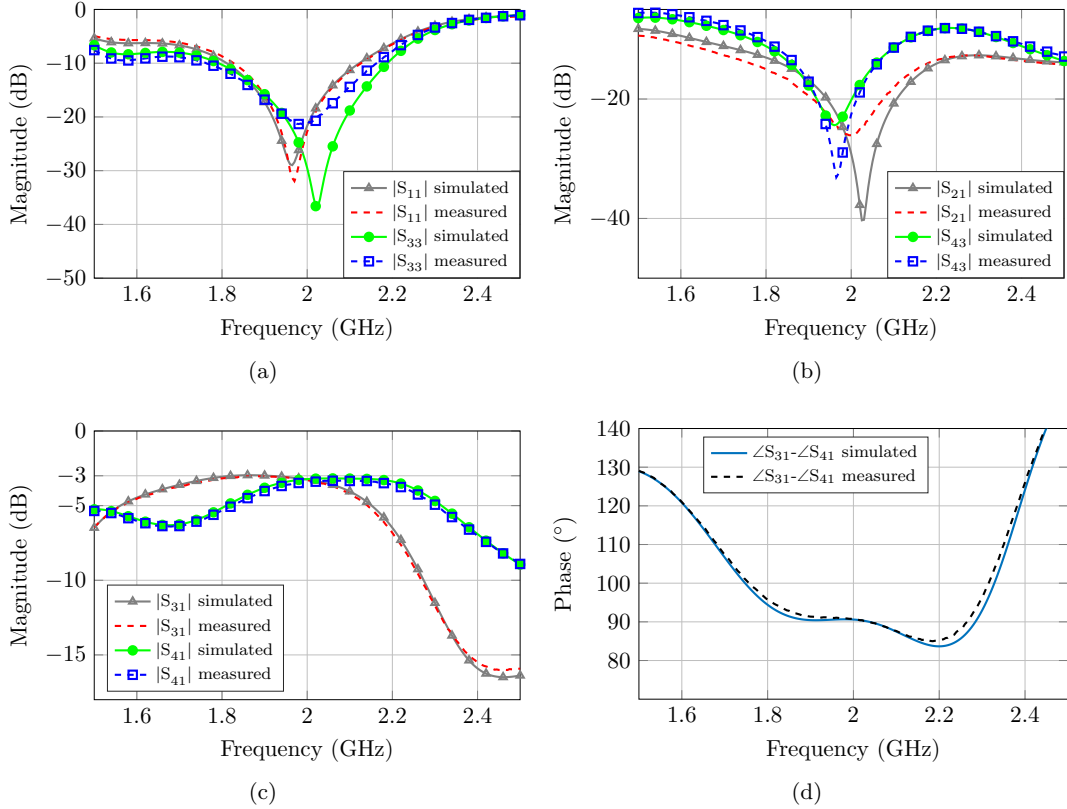 0
−10
−20
−30
−40
−50
Magnitude (dB)
1.6 1.8 2 2.2 2.4
Frequency (GHz)
|S11| simulated
|S11| measured
|S33| simulated
|S33| measured
(a)
−20
−40
Magnitude (dB)
1.6 1.8 2 2.2 2.4
Frequency (GHz)
|S21| simulated
|S21| measured
|S43| simulated
|S43| measured
(b)
0
−3
−5
−10
−15
Magnitude (dB)
1.6 1.8 2 2.2 2.4
Frequency (GHz)
|S31| simulated
|S31| measured
|S41| simulated
|S41| measured
(c)
140
130
120
110
100
90
80
Phase (°)
1.6 1.8 2 2.2 2.4
Frequency (GHz)
∠S31-∠S41 simulated
∠S31-∠S41 measured
(d)